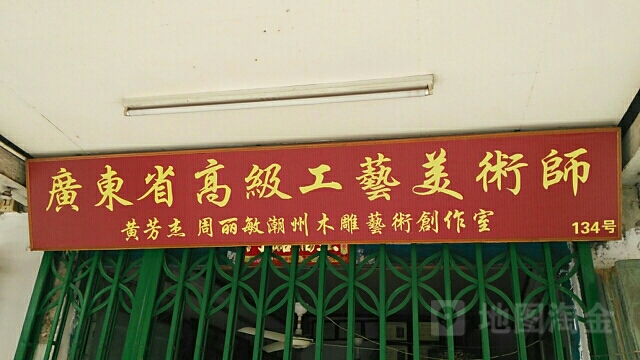 廣東省高級工藝美術師
黄芳杰 周丽敏潮州木雕藝術創作室
134号
地图淘金